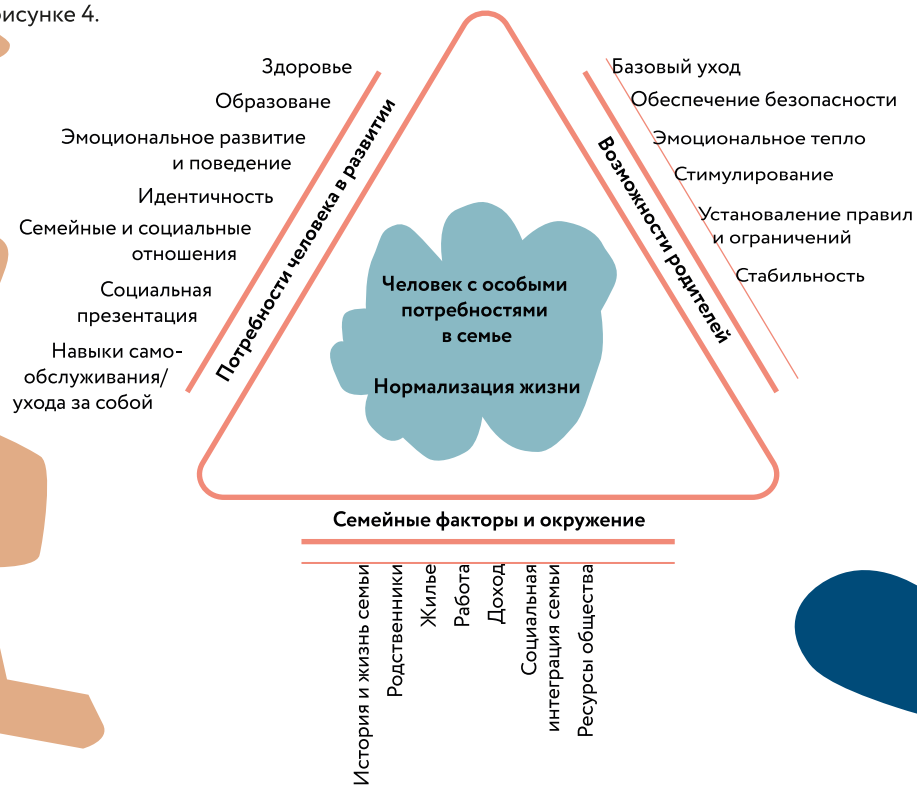 рисунке 4.
Здоровье
Образоване
Эмоциональное развитие
и поведение
Идентичность
Семейные и социальные
отношения
Социальная
презентация
Навыки само-
обслуживания/
ухода за собой
Потребности человека в развитии
Человек с особыми
потребностями
в семье
Нормализация жизни
Возможности родителей
Базовый уход
Обеспечение безопасности
Эмоциональное тепло
Стимулирование
Установаление правил
и ограничений
Стабильность
Семейные факторы и окружение
История и жизнь семьи
Родственники
Жилье
Работа
Доход
Социальная
интеграция семьи
Ресурсы общества